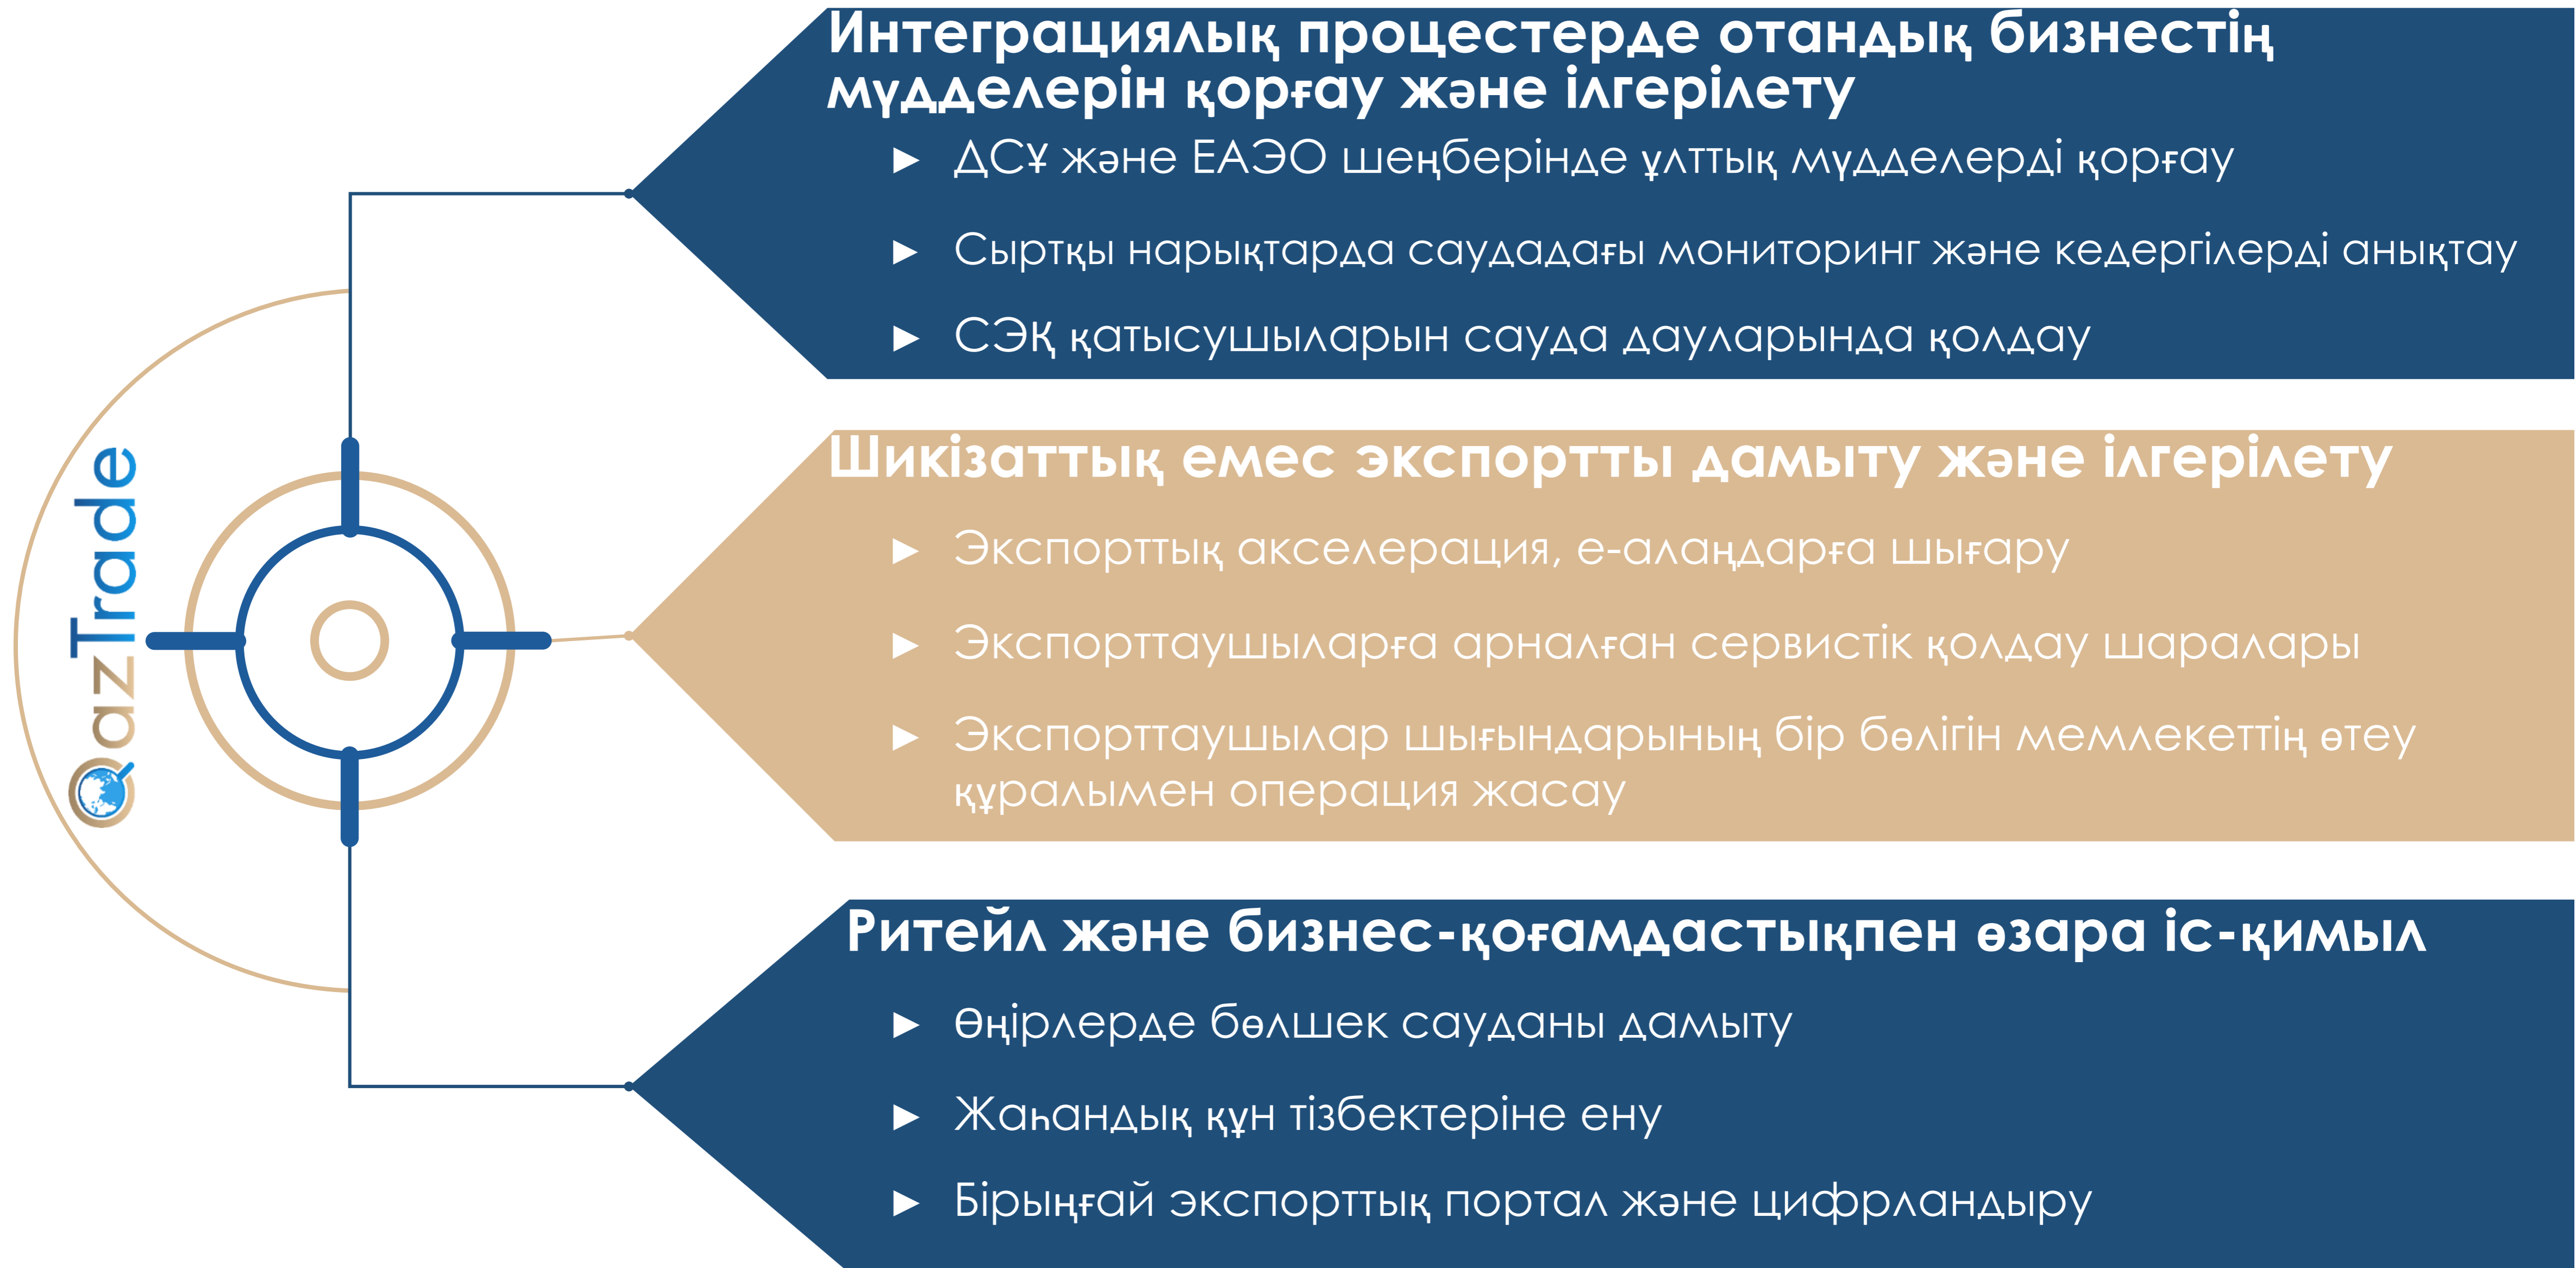 QazTrade
Интеграциялық процестерде отандық бизнестің
мүдделерін қорғау және ілгерілету
► ДСҰ және ЕАЭО шеңберінде ұлттық мүдделерді қорғау
► Сыртқы нарықтарда саудадағы мониторинг және кедергілерді анықтау
► СЭҚ қатысушыларын сауда дауларында қолдау
Шикізаттық емес экспортты дамыту және ілгерілету
► Экспорттық акселерация, е-алаңдарға шығару
► Экспорттаушыларға арналған сервистік қолдау шаралары
► Экспорттаушылар шығындарының бір бөлігін мемлекеттің өтеу
құралымен операция жасау
Ритейл және бизнес-қоғамдастықпен өзара іс-қимыл
► Өңірлерде бөлшек сауданы дамыту
► Жаһандық құн тізбектеріне ену
► Бірыңғай экспорттық портал және цифрландыру